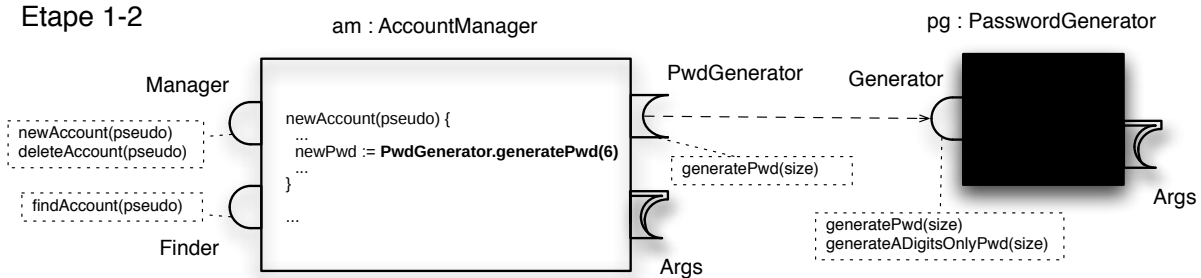 Etape 1-2
am : AccountManager
pg : PasswordGenerator
Manager
PwdGenerator
Generator
newAccount(pseudo)
deleteAccount(pseudo)
newAccount(pseudo) {
...
newPwd := PwdGenerator.generatePwd(6)
...
}
...
generatePwd(size)
findAccount(pseudo)
Finder
Args
generatePwd(size)
generateADigitsOnlyPwd(size)
Args